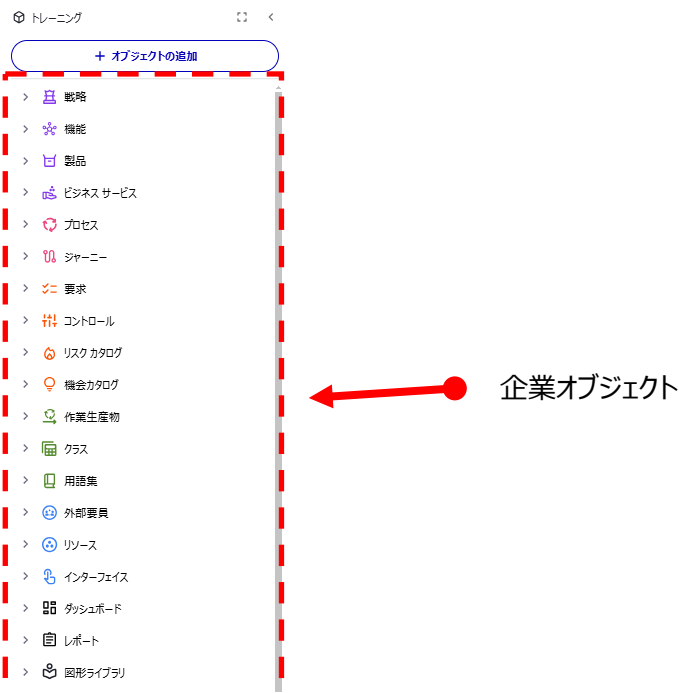 トレーニング
+ オブジェクトの追加
戦略
機能
製品
ビジネス サービス
プロセス
ジャーニー
要求
コントロール
リスク カタログ
機会カタログ
作業生産物
クラス
用語集
外部要員
リソース
インターフェイス
ダッシュボード
レポート
図形ライブラリ
企業オブジェクト